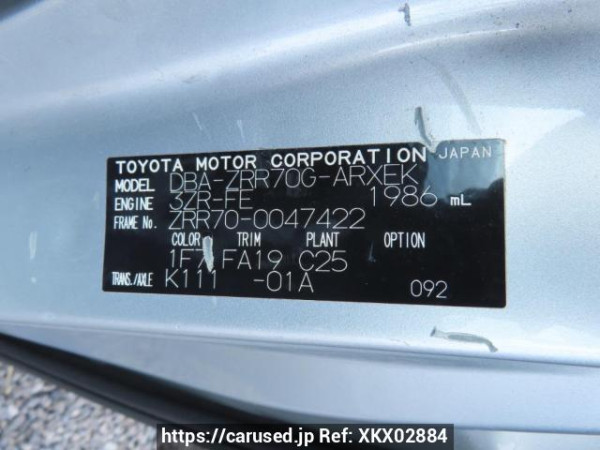 TOYOTA MOTOR CORPORATION JAPAN
MODEL DBA-ZRR70G-ARXEK
ENGINE 3ZR-FE 1986 mL
FRAME No. ZRR70-0047422
COLOR TRIM PLANT OPTION
1F7 FA19 C25
TRANS./AXLE K111 -01A
092
https://carused.jp Ref: XKX02884